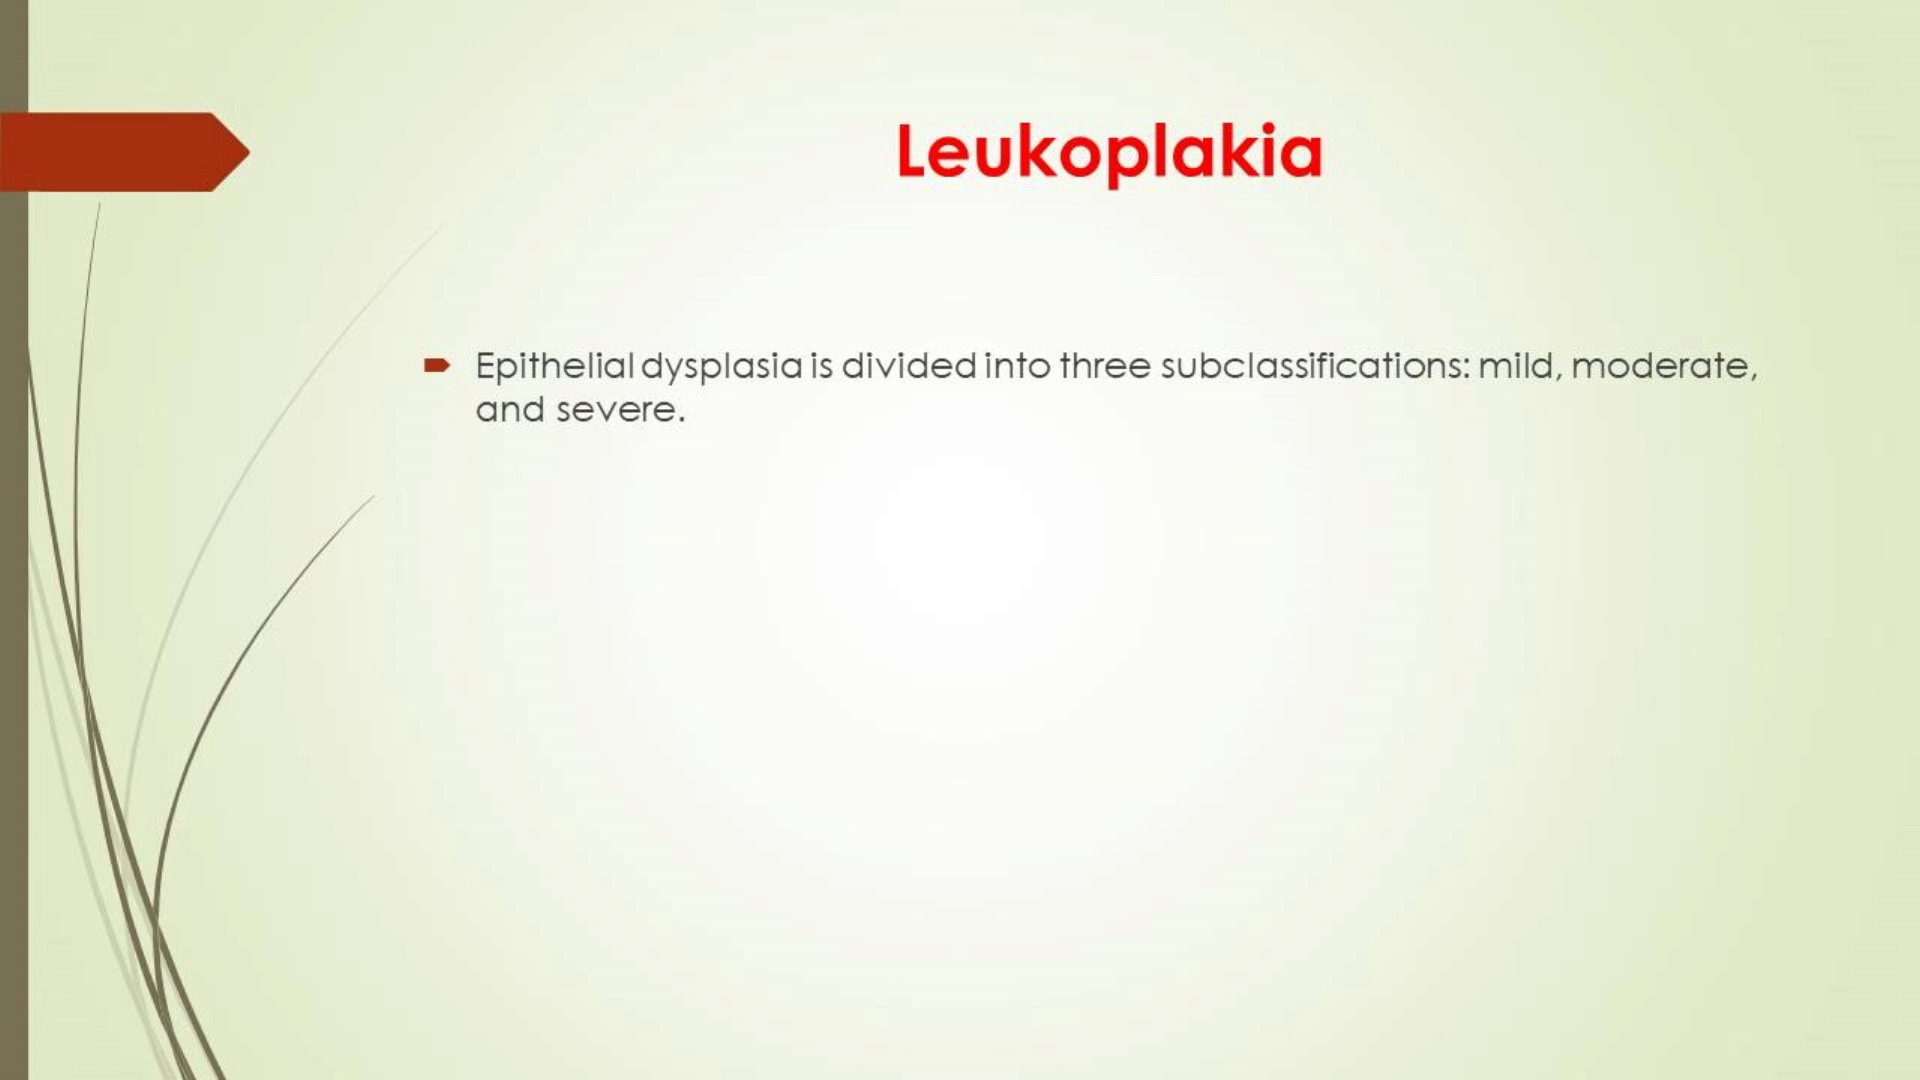 Leukoplakia
Epithelial dysplasia is divided into three subclassifications: mild, moderate,
and severe.